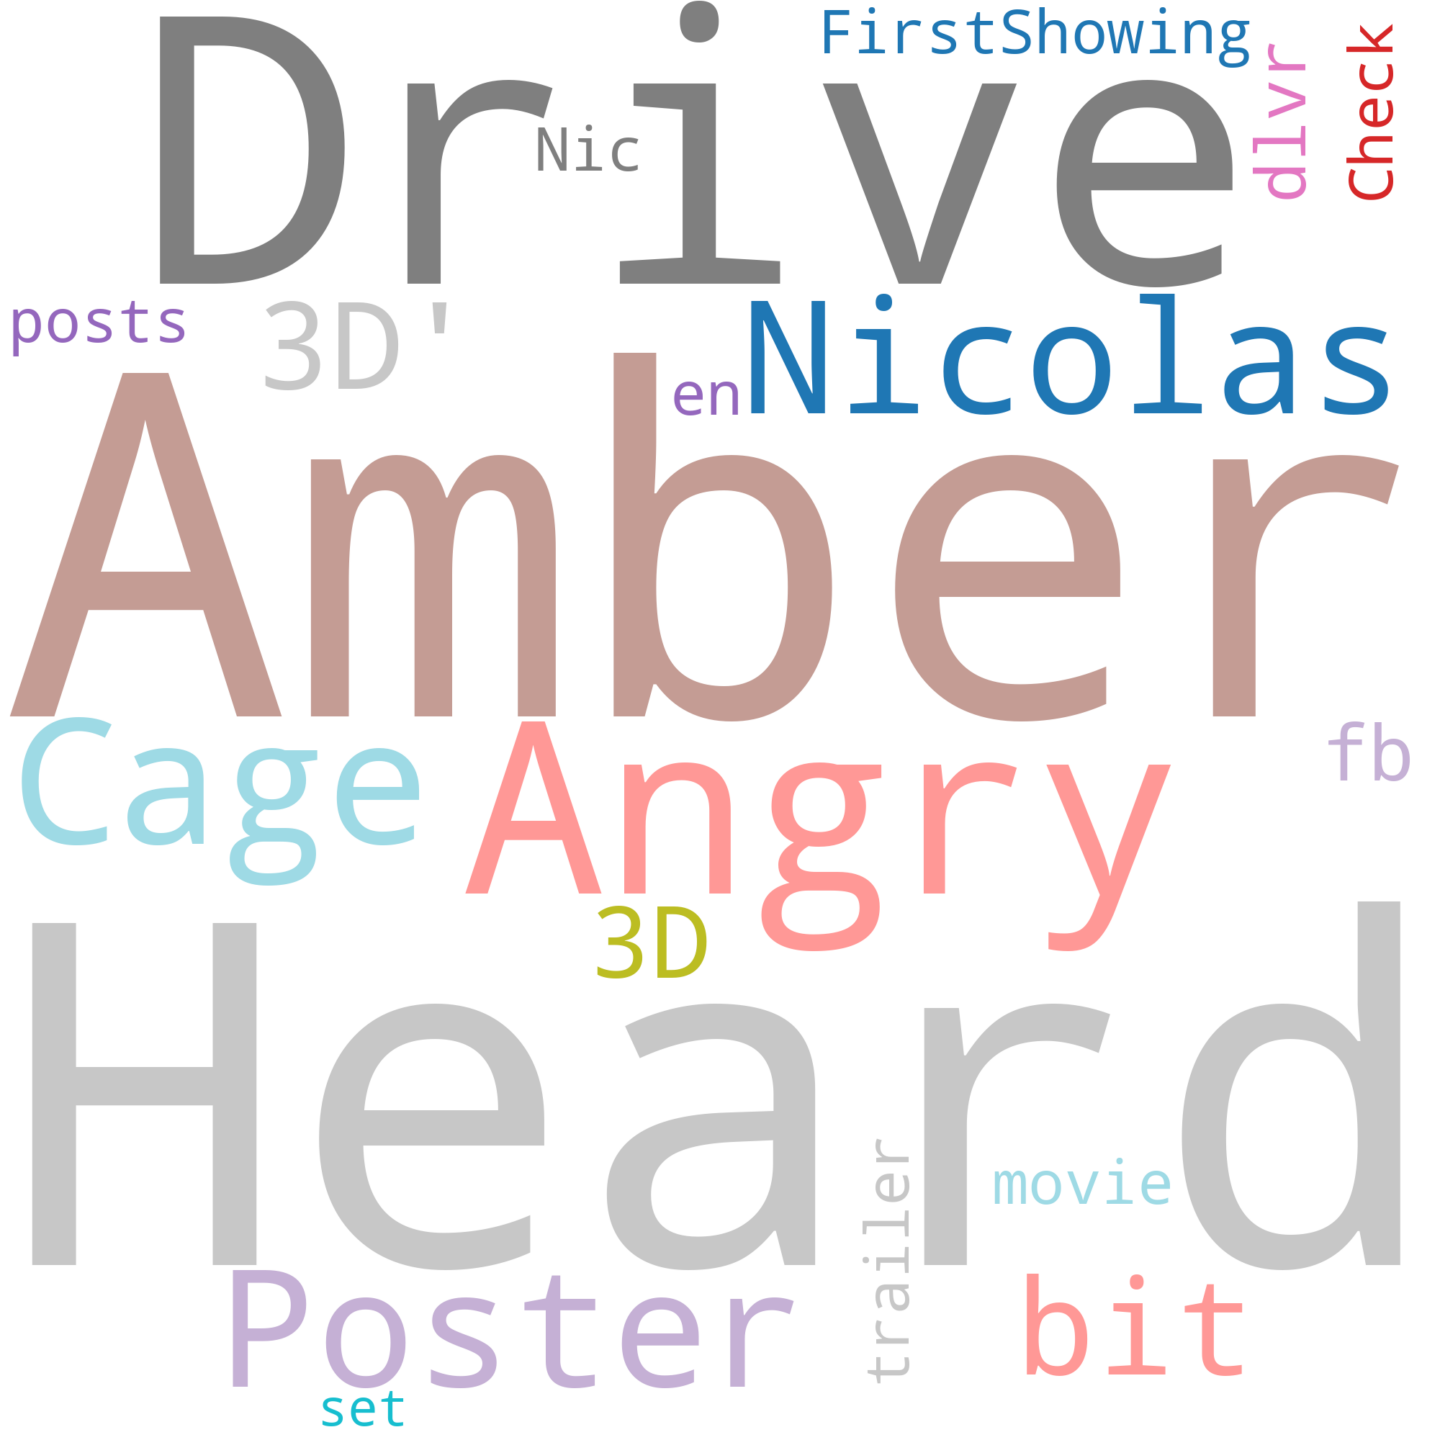 FirstShowing
Check
dlvr
Drive
Nic
posts
3D'
Nicolas
en
Amber
Cage
Angry
fb
3D
Heard
movie
trailer
Poster
bit
set